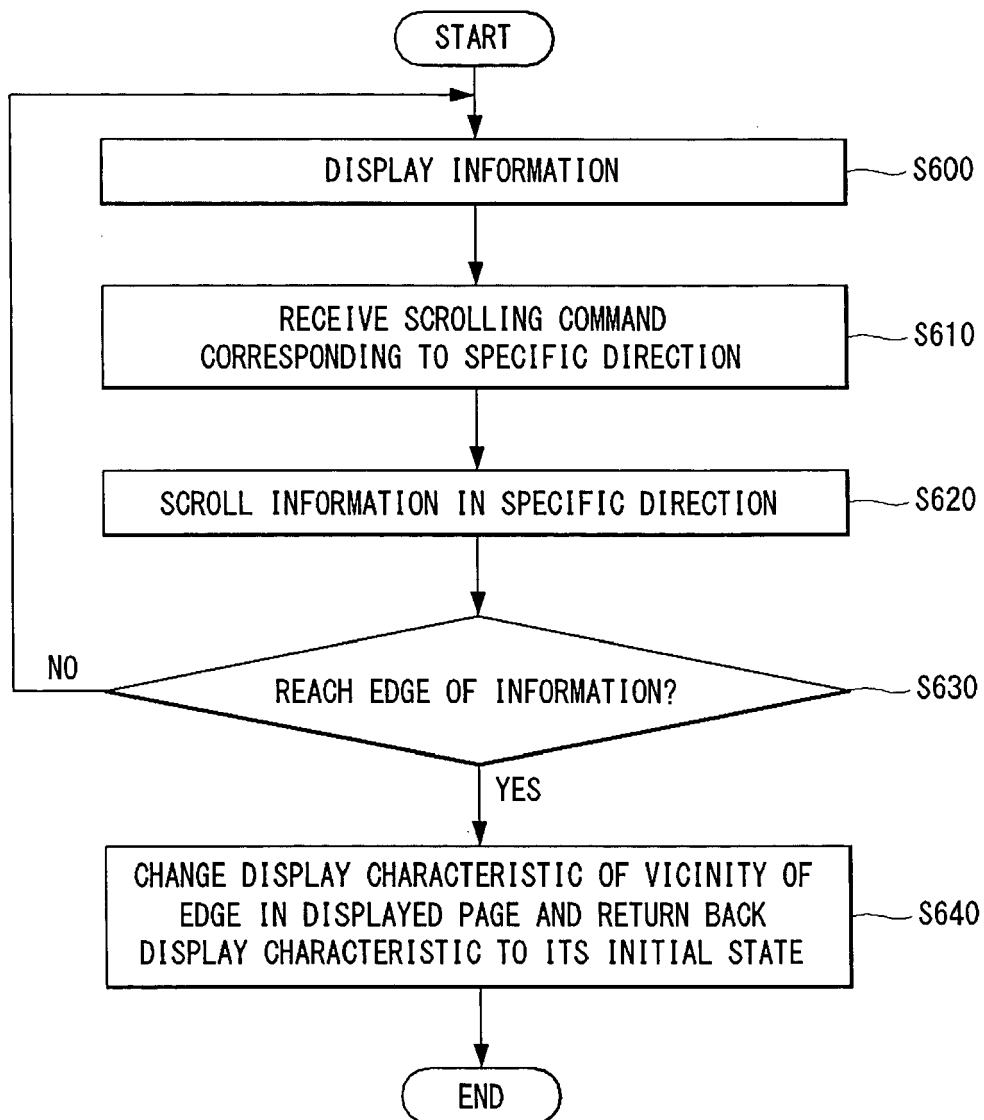 START
DISPLAY INFORMATION
S600
RECEIVE SCROLLING COMMAND
CORRESPONDING TO SPECIFIC DIRECTION
S610
SCROLL INFORMATION IN SPECIFIC DIRECTION
S620
NO
REACH EDGE OF INFORMATION?
S630
YES
CHANGE DISPLAY CHARACTERISTIC OF VICINITY OF
EDGE IN DISPLAYED PAGE AND RETURN BACK
DISPLAY CHARACTERISTIC TO ITS INITIAL STATE
S640
END